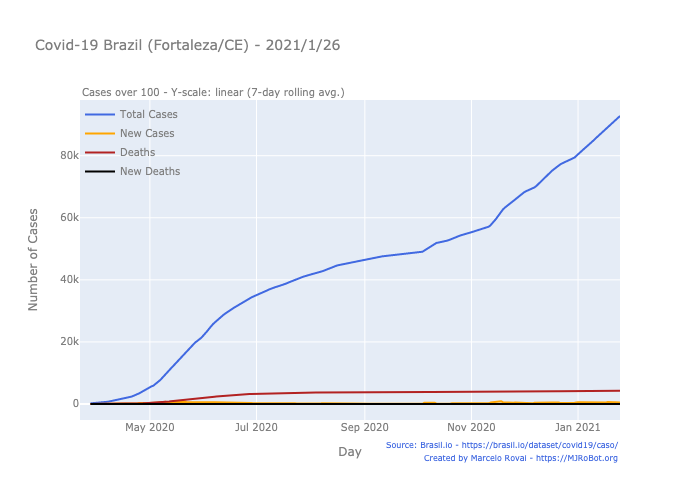 Covid-19 Brazil (Fortaleza/CE) - 2021/1/26
Cases over 100 - Y-scale: linear (7-day rolling avg.)
Total Cases
New Cases
Deaths
New Deaths
Number of Cases
80k
60k
40k
20k
0
May 2020 Jul 2020 Sep 2020 Nov 2020 Jan 2021
Day
Source: Brasil.io - https://brasil.io/dataset/covid19/caso/
Created by Marcelo Rovai - https://MJRoBot.org